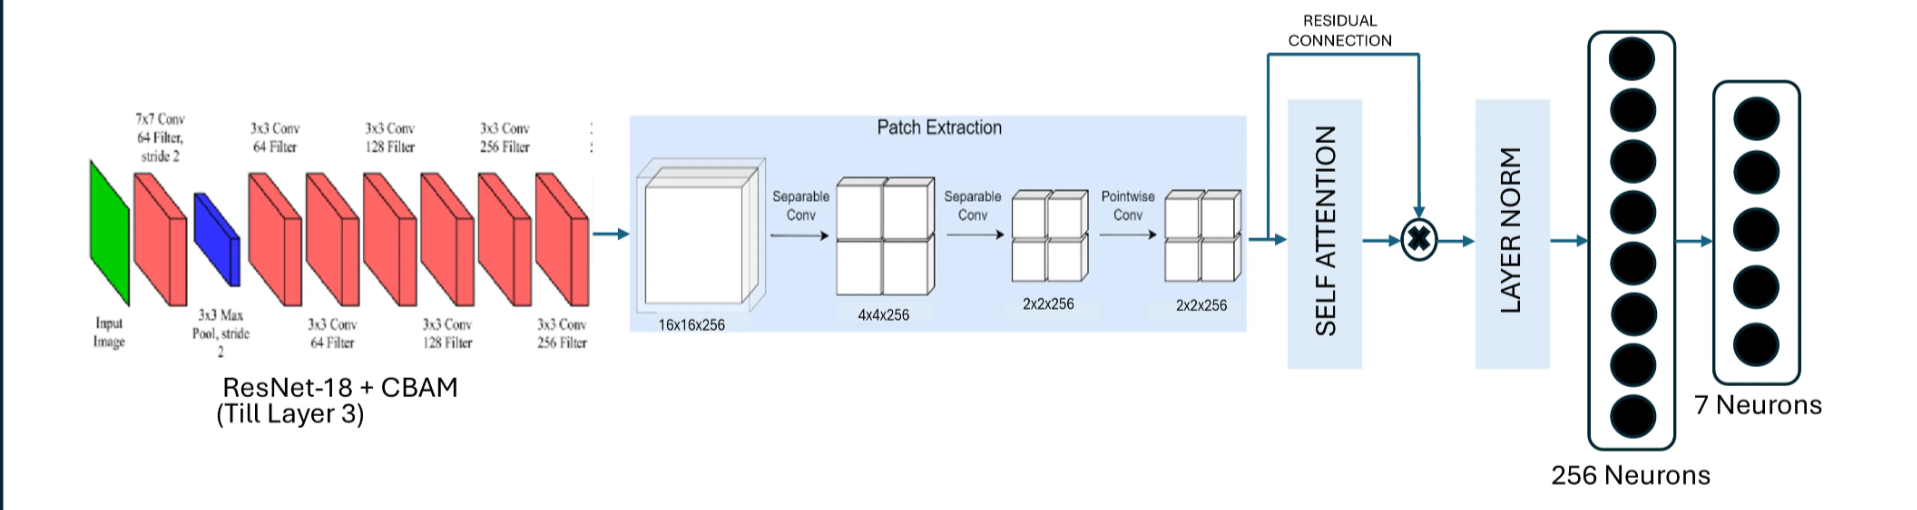 RESIDUAL
CONNECTION
7x7 Conv
64 Filter,
stride 2
3x3 Conv
64 Filter
3x3 Conv
128 Filter
3x3 Conv
256 Filter
Input
Image
3x3 Max
Pool, stride
2
3x3 Conv
64 Filter
3x3 Conv
128 Filter
3x3 Conv
256 Filter
ResNet-18 + CBAM
(Till Layer 3)
Patch Extraction
16x16x256
Separable
Conv
4x4x256
Separable
Conv
2x2x256
Pointwise
Conv
2x2x256
SELF ATTENTION
LAYER NORM
256 Neurons
7 Neurons